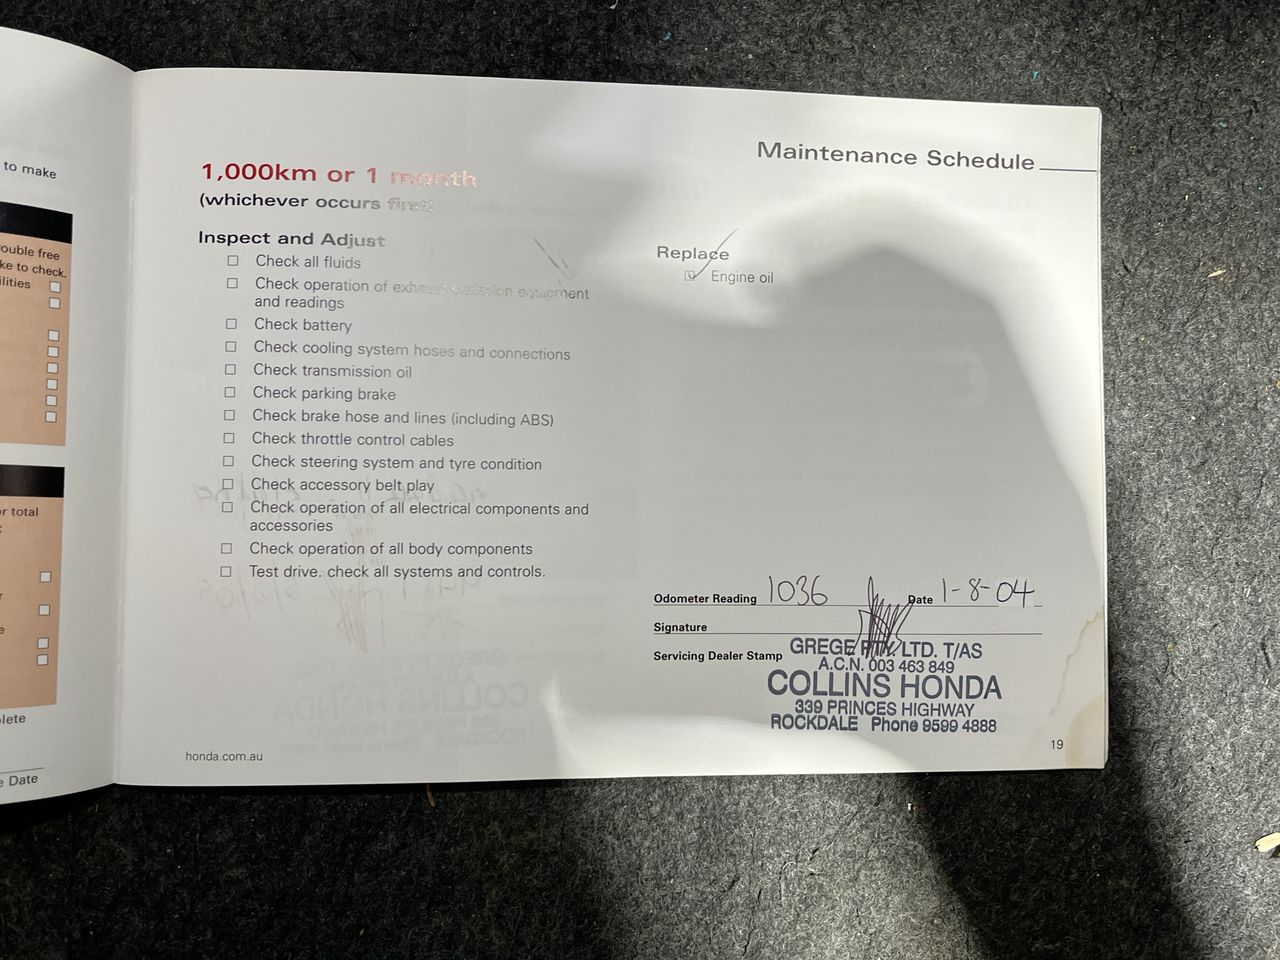 to make
ouble free
ke to check.
ilities
or total
lete
e Date
Maintenance Schedule
1,000km or 1 month
(whichever occurs first)
Inspect and Adjust
Check all fluids
Check operation of exhaust emission equipment
and readings
Check battery
Check cooling system hoses and connections
Check transmission oil
Check parking brake
Check brake hose and lines (including ABS)
Check throttle control cables
Check steering system and tyre condition
Check accessory belt play
Check operation of all electrical components and
accessories
Check operation of all body components
Test drive. check all systems and controls.
Replace
Engine oil
Odometer Reading 1036 Date 1-8-04
Signature
Servicing Dealer Stamp
GREGE PTY. LTD. T/AS
A.C.N. 003 463 849
COLLINS HONDA
339 PRINCES HIGHWAY
ROCKDALE Phone 9599 4888
honda.com.au
19